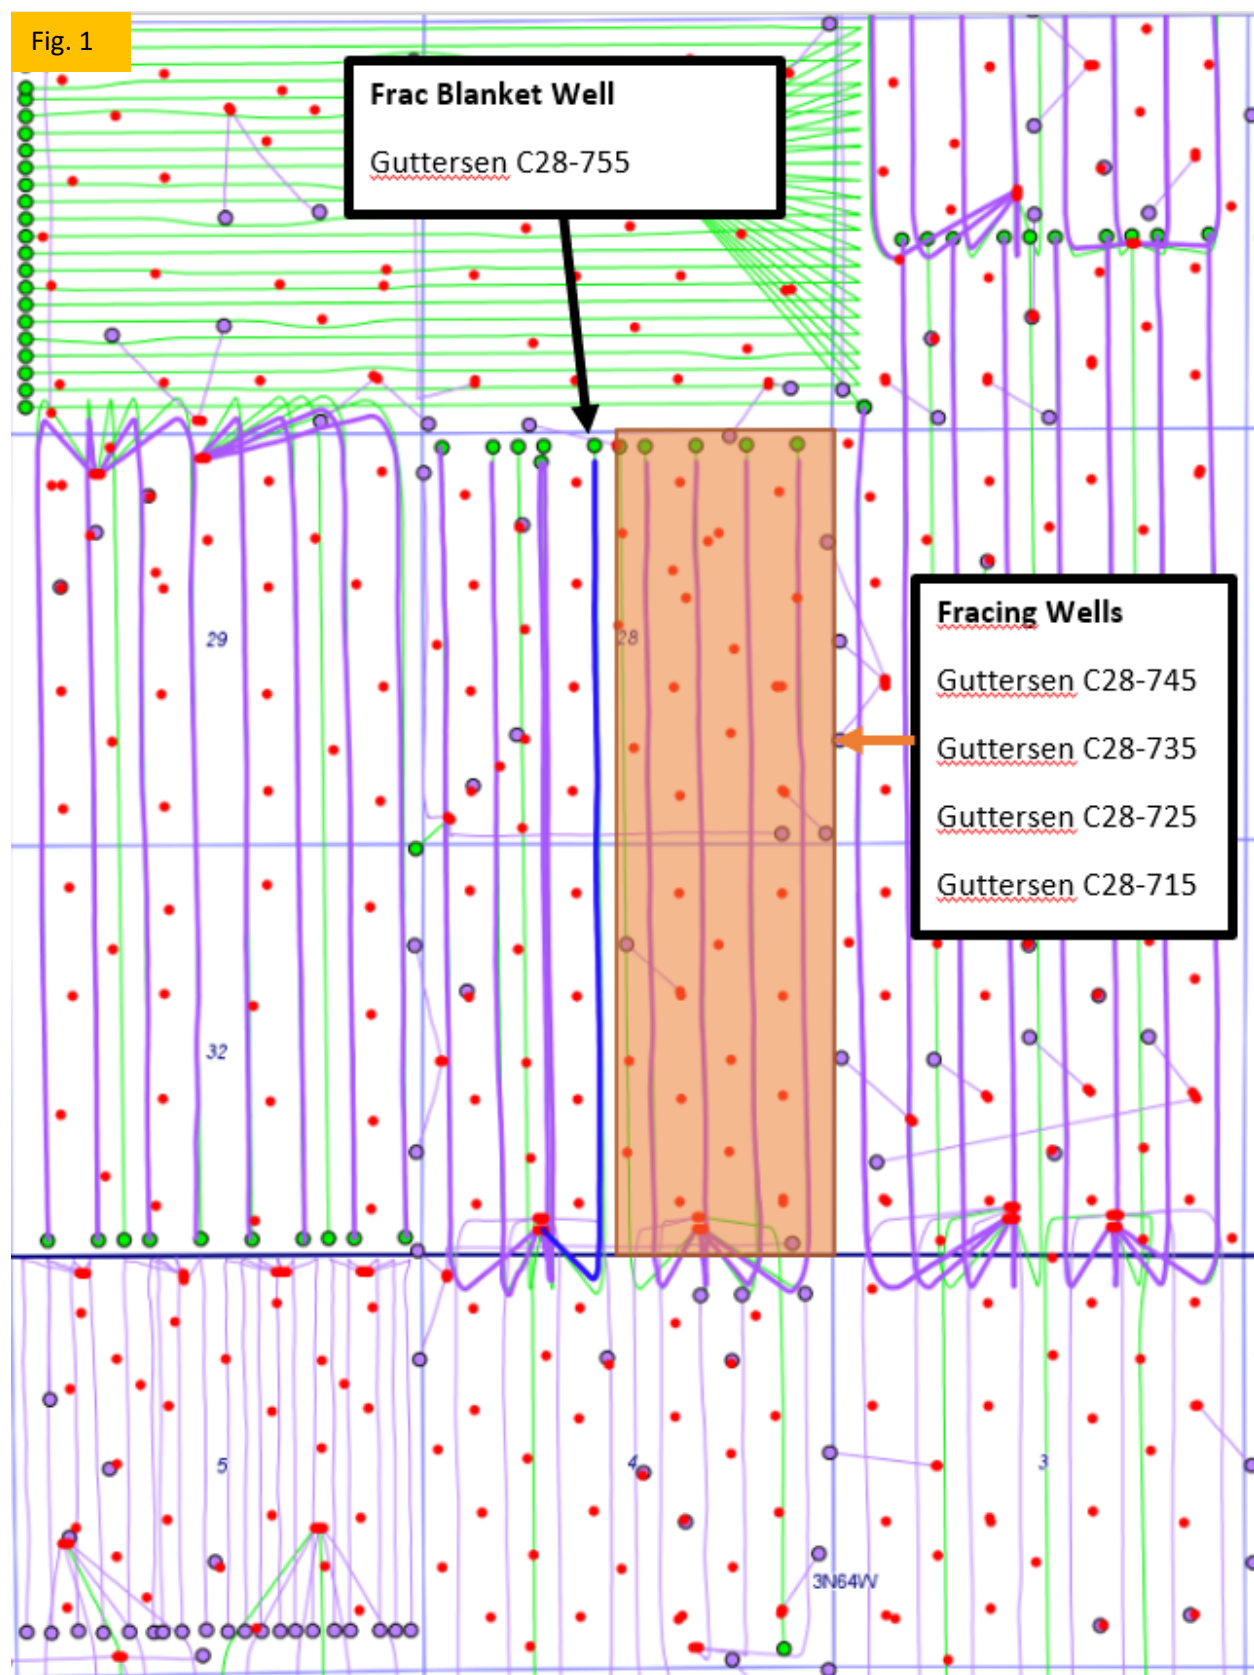 Fig. 1
Frac Blanket Well
Guttersen C28-755
Fracing Wells
Guttersen C28-745
Guttersen C28-735
Guttersen C28-725
Guttersen C28-715
29
28
32
5
4
3
3N64W